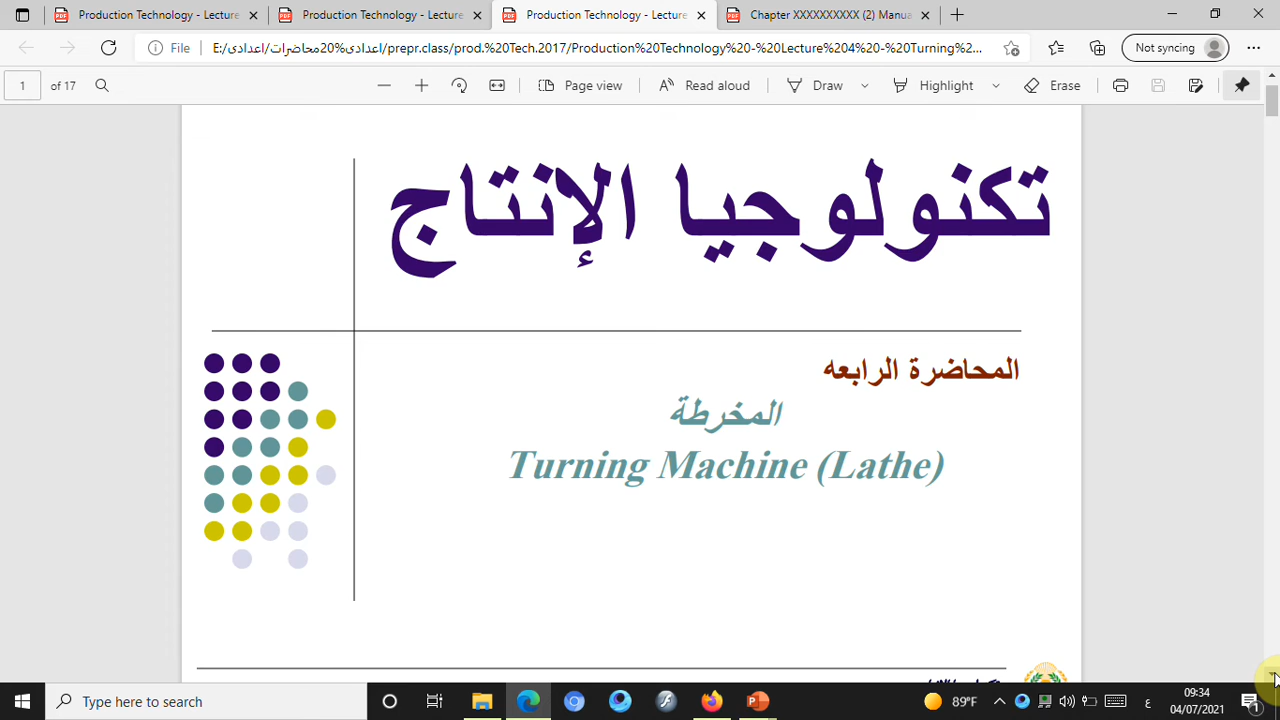 Production Technology - Lecture
Production Technology - Lecture
Production Technology - Lecture
Chapter XXXXXXXXXX (2) Manua
File
E:/اعدادى/محاضرات%20اعدادى/prepr.class/prod.%20Tech.2017/Production%20Technology%20-%20Lecture%204%20-%20Turning%2...
Not syncing
1 of 17
Page view
Read aloud
Draw
Highlight
Erase
تكنولوجيا الإنتاج
المحاضرة الرابعه
المخرطة
Turning Machine (Lathe)
Type here to search
89°F
ع
09:34
04/07/2021
1